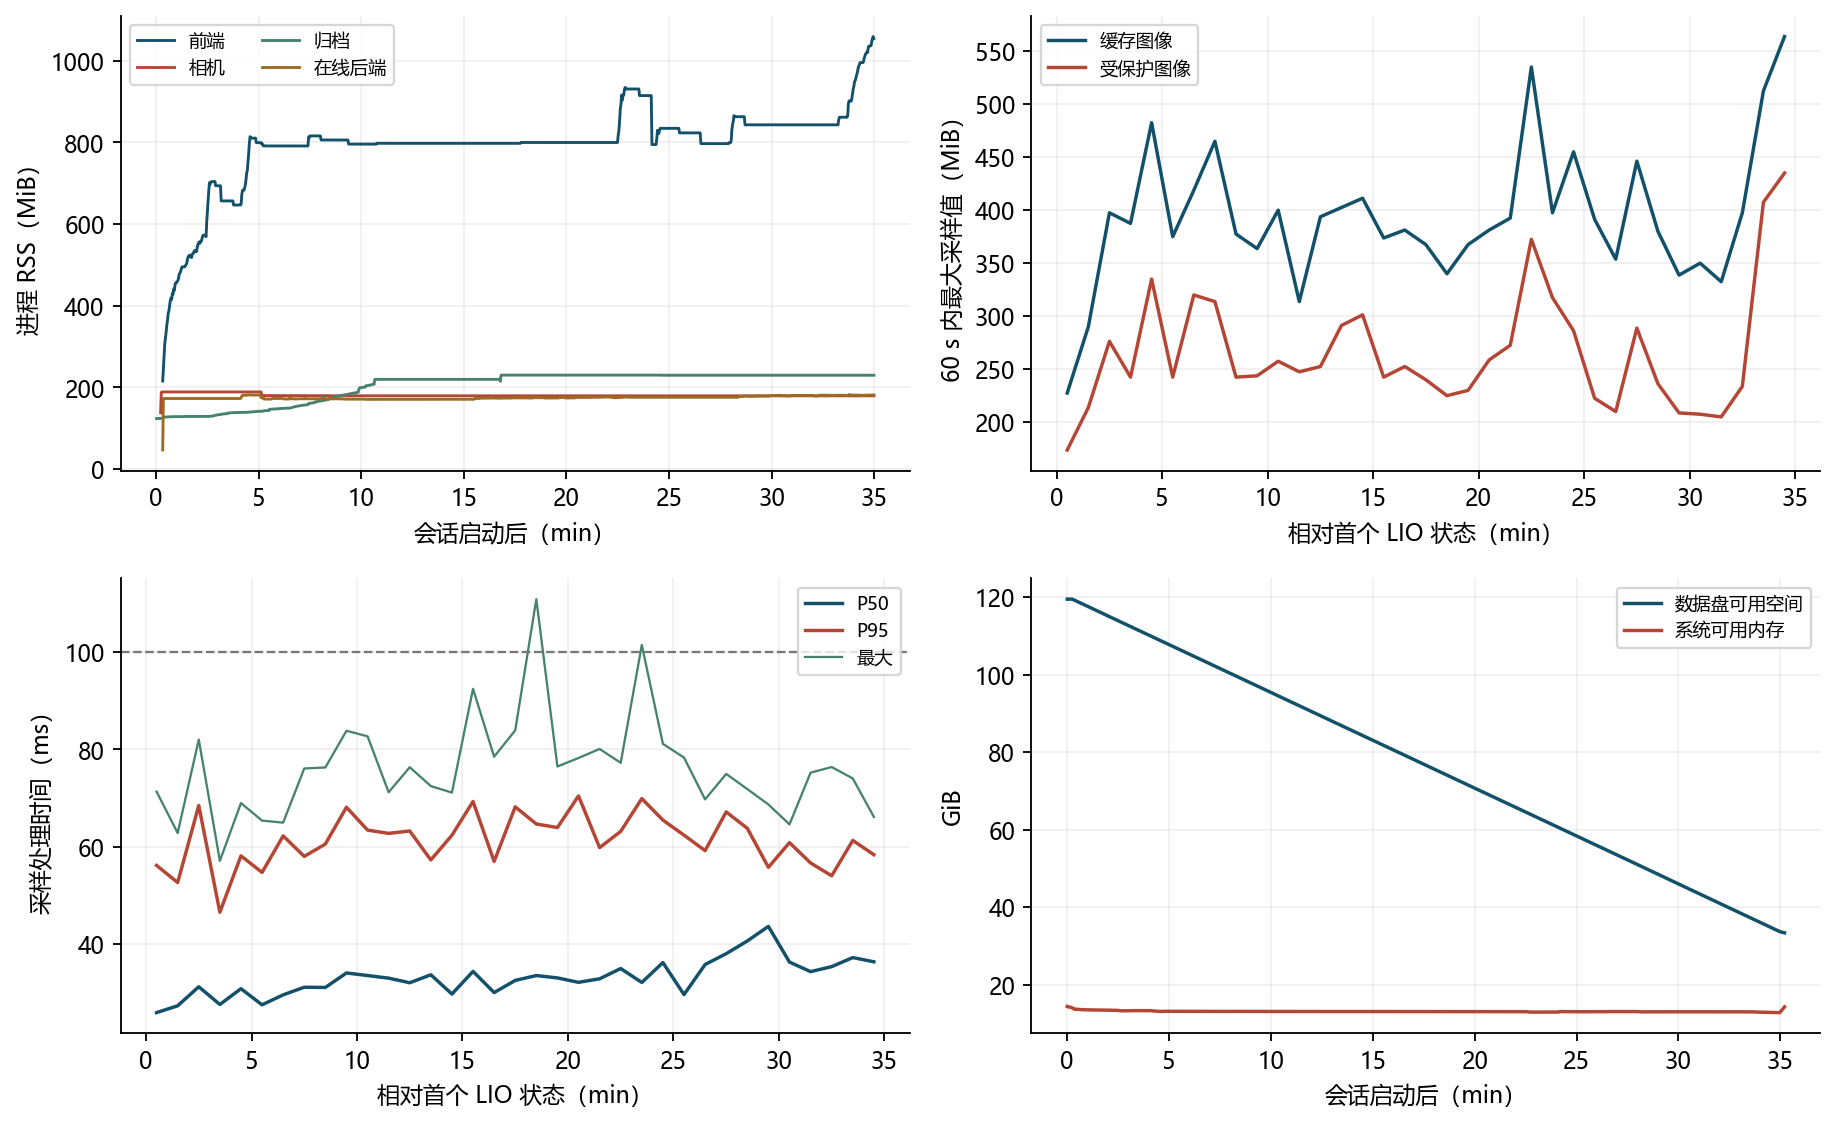 前端
相机
归档
在线后端
1000
800
600
400
200
0
进程 RSS（MiB）
0 5 10 15 20 25 30 35
会话启动后（min）
缓存图像
受保护图像
550
500
450
400
350
300
250
200
60 s 内最大采样值（MiB）
0 5 10 15 20 25 30 35
相对首个 LIO 状态（min）
P50
P95
最大
100
80
60
40
采样处理时间（ms）
0 5 10 15 20 25 30 35
相对首个 LIO 状态（min）
数据盘可用空间
系统可用内存
120
100
80
60
40
20
GiB
0 5 10 15 20 25 30 35
会话启动后（min）